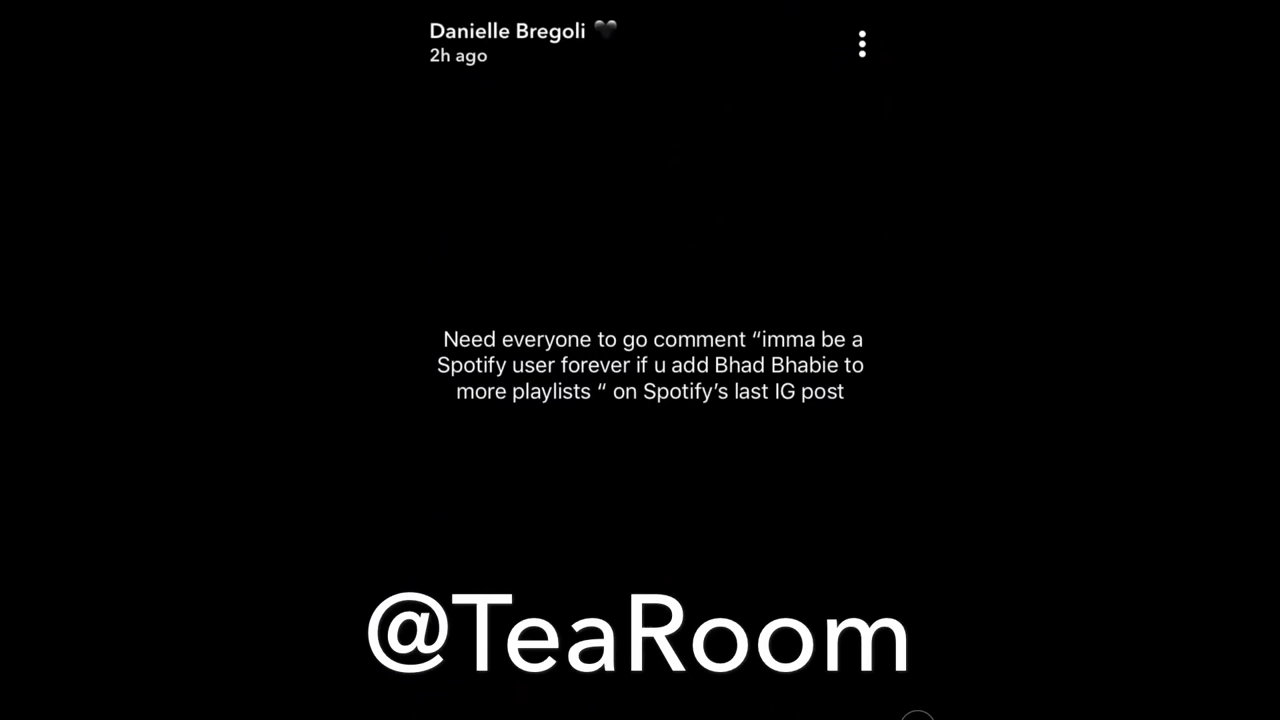 Danielle Bregoli 🖤
2h ago
Need everyone to go comment “imma be a
Spotify user forever if u add Bhad Bhabie to
more playlists “ on Spotify’s last IG post
@TeaRoom